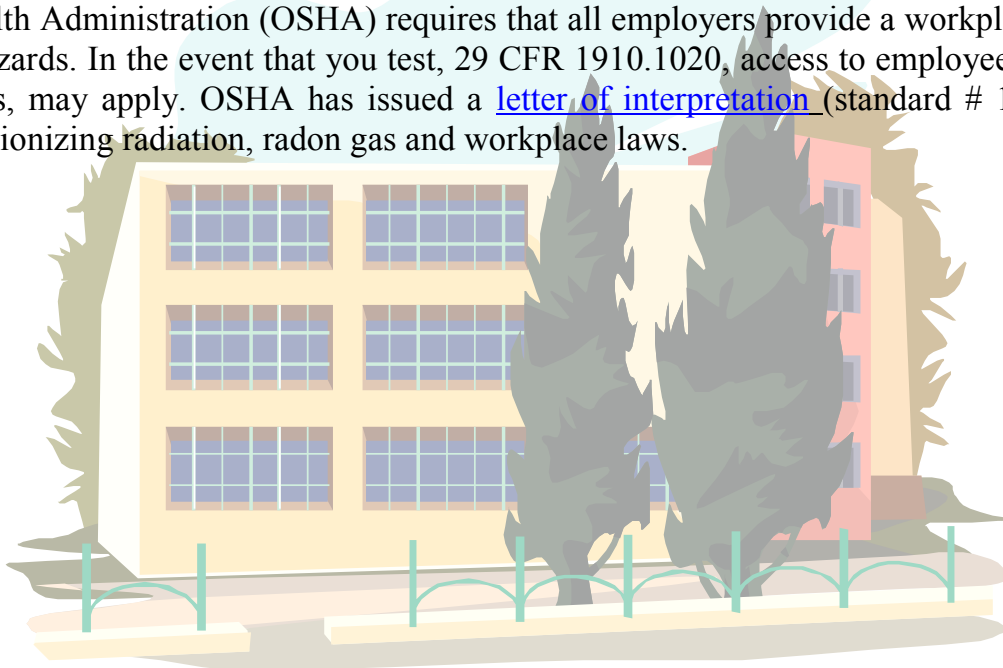 lth Administration (OSHA) requires that all employers provide a workpl
zards. In the event that you test, 29 CFR 1910.1020, access to employee
s, may apply. OSHA has issued a letter of interpretation (standard # 1
ionizing radiation, radon gas and workplace laws.